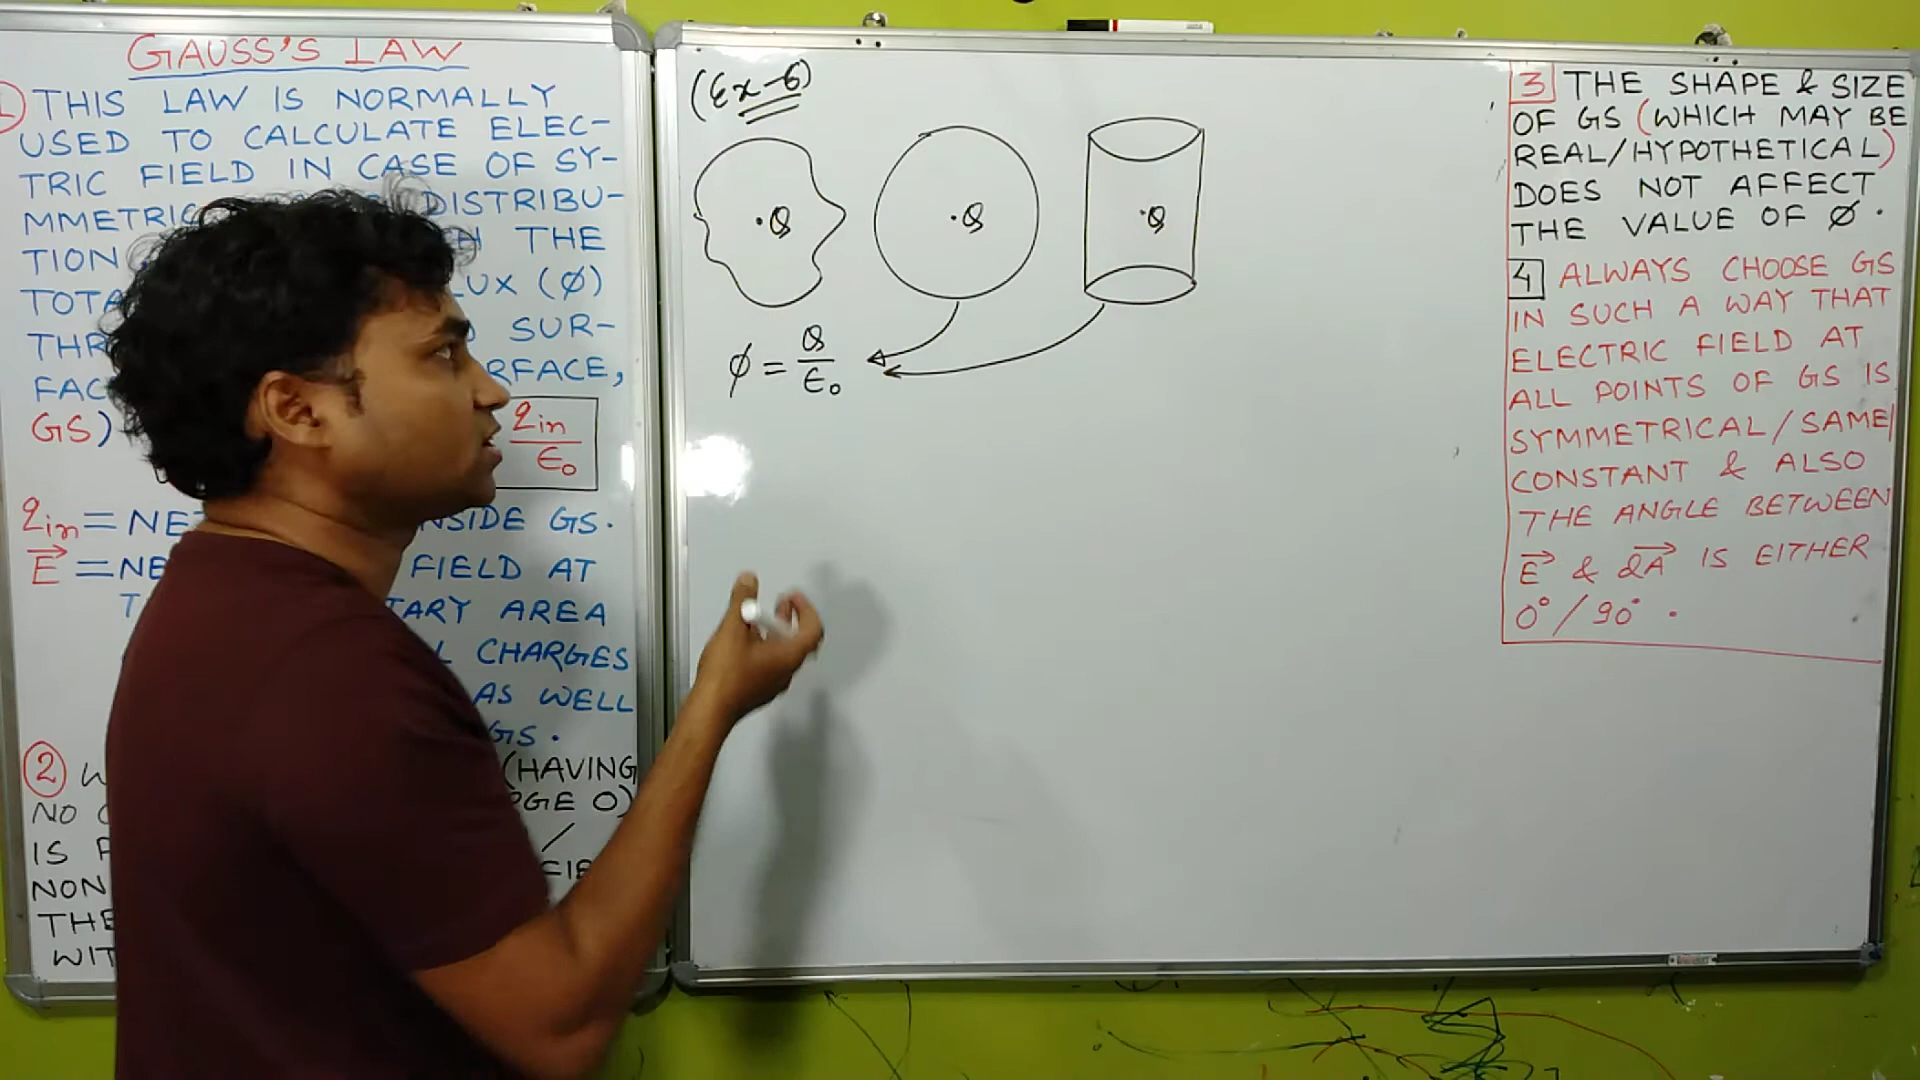 GAUSS'S LAW
1 THIS LAW IS NORMALLY
USED TO CALCULATE ELEC-
TRIC FIELD IN CASE OF SY-
MMETRIC DISTRIBU-
TION THE
TOTA LUX (Ø)
THR SUR-
FAC RFACE,
GS) qin/ε₀
qin = NE NSIDE GS.
E⃗ = NE FIELD AT
T TARY AREA
L CHARGES
AS WELL
GS.
2 W (HAVING
NO C DGE O)
IS /
NON FIE
THE
WIT
(Ex-6)
.Q .Q .Q
ϕ = Q/ε₀
3 THE SHAPE & SIZE
OF GS (WHICH MAY BE
REAL/HYPOTHETICAL)
DOES NOT AFFECT
THE VALUE OF Ø.
4 ALWAYS CHOOSE GS
IN SUCH A WAY THAT
ELECTRIC FIELD AT
ALL POINTS OF GS IS
SYMMETRICAL/SAME/
CONSTANT & ALSO
THE ANGLE BETWEEN
E⃗ & dA⃗ IS EITHER
0°/90°.